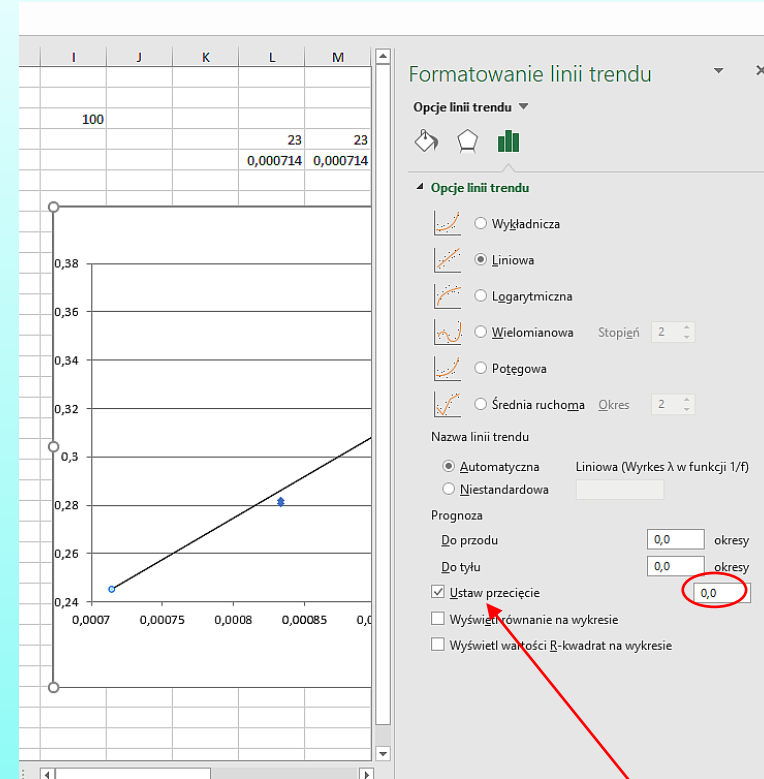 I J K L M
100
23 23
0,000714 0,000714
0,38
0,36
0,34
0,32
0,3
0,28
0,26
0,24
0,0007 0,00075 0,0008 0,00085 0,0
Formatowanie linii trendu
Opcje linii trendu
Opcje linii trendu
Wykładnicza
Liniowa
Logarytmiczna
Wielomianowa Stopień 2
Potęgowa
Średnia ruchoma Okres 2
Nazwa linii trendu
Automatyczna Liniowa (Wyrkes λ w funkcji 1/f)
Niestandardowa
Prognoza
Do przodu 0,0 okresy
Do tyłu 0,0 okresy
Ustaw przecięcie 0,0
Wyświetl równanie na wykresie
Wyświetl wartości R-kwadrat na wykresie